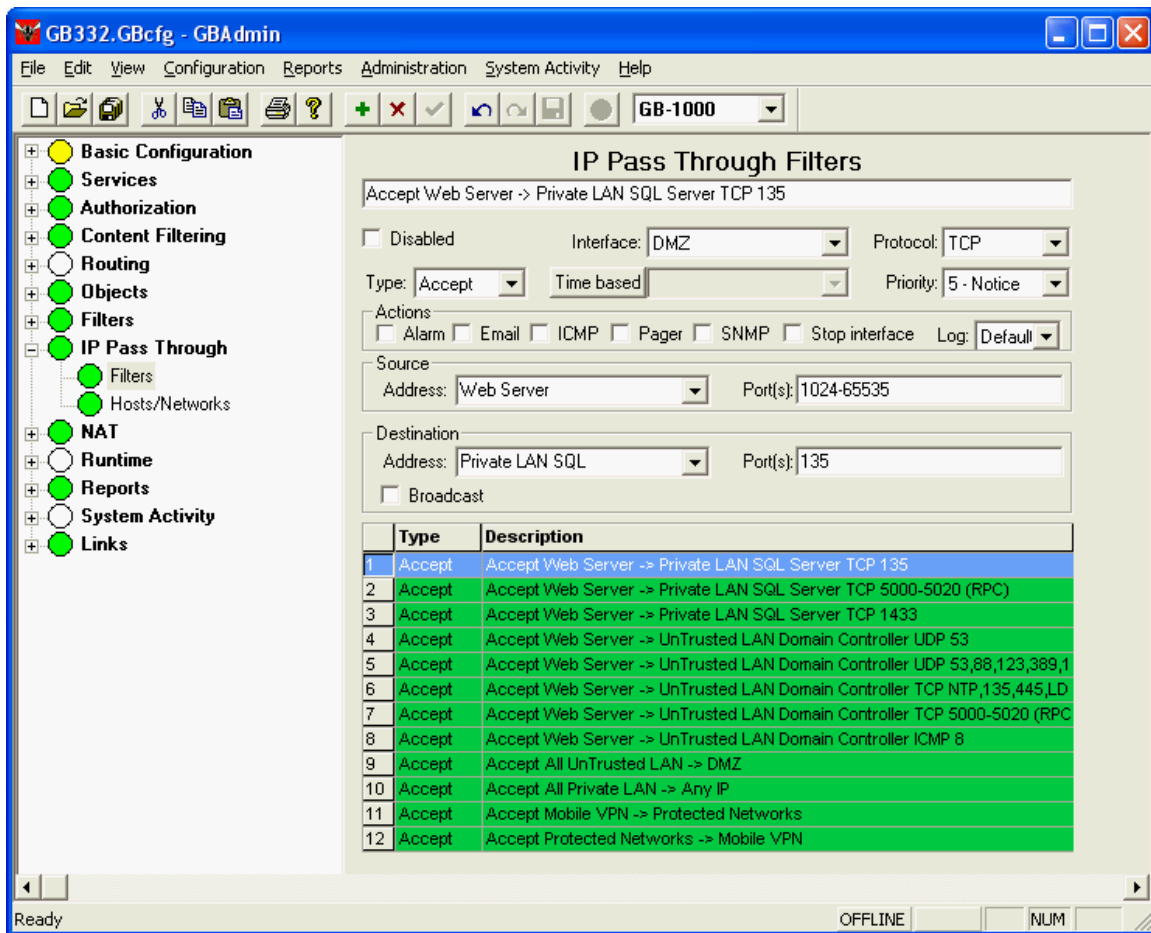 GB332.GBcfg - GBAdmin
File Edit View Configuration Reports Administration System Activity Help
GB-1000
Basic Configuration
Services
Authorization
Content Filtering
Routing
Objects
Filters
IP Pass Through
Filters
Hosts/Networks
NAT
Runtime
Reports
System Activity
Links
IP Pass Through Filters
Accept Web Server -> Private LAN SQL Server TCP 135
Disabled Interface: DMZ Protocol: TCP
Type: Accept Time based Priority: 5 - Notice
Actions
Alarm Email ICMP Pager SNMP Stop interface Log: Default
Source
Address: Web Server Port(s): 1024-65535
Destination
Address: Private LAN SQL Port(s): 135
Broadcast
Type Description
1 Accept Accept Web Server -> Private LAN SQL Server TCP 135
2 Accept Accept Web Server -> Private LAN SQL Server TCP 5000-5020 (RPC)
3 Accept Accept Web Server -> Private LAN SQL Server TCP 1433
4 Accept Accept Web Server -> UnTrusted LAN Domain Controller UDP 53
5 Accept Accept Web Server -> UnTrusted LAN Domain Controller UDP 53,88,123,389,1
6 Accept Accept Web Server -> UnTrusted LAN Domain Controller TCP NTP,135,445,LD
7 Accept Accept Web Server -> UnTrusted LAN Domain Controller TCP 5000-5020 (RPC
8 Accept Accept Web Server -> UnTrusted LAN Domain Controller ICMP 8
9 Accept Accept All UnTrusted LAN -> DMZ
10 Accept Accept All Private LAN -> Any IP
11 Accept Accept Mobile VPN -> Protected Networks
12 Accept Accept Protected Networks -> Mobile VPN
Ready OFFLINE NUM